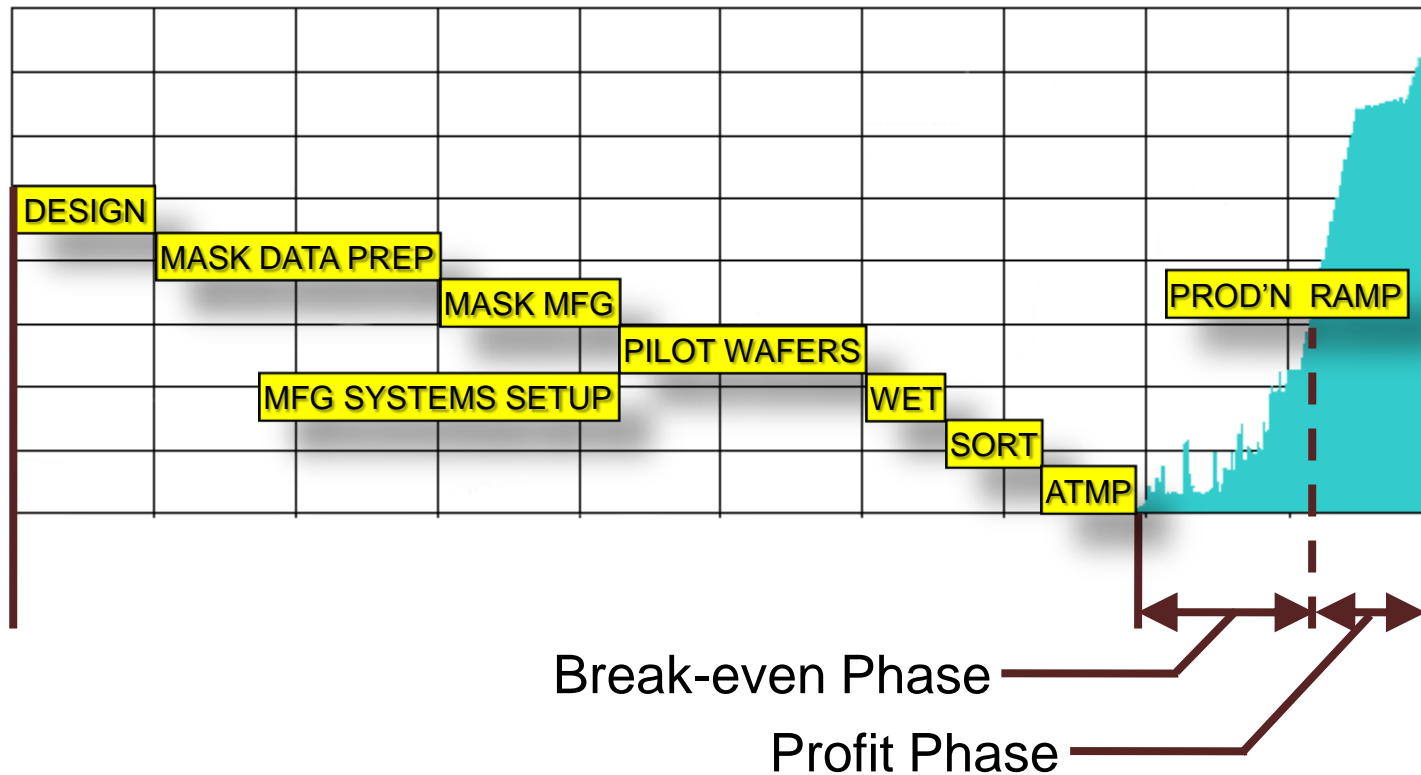 DESIGN
MASK DATA PREP
MASK MFG
PROD’N RAMP
PILOT WAFERS
MFG SYSTEMS SETUP
WET
SORT
ATMP
Break-even Phase
Profit Phase